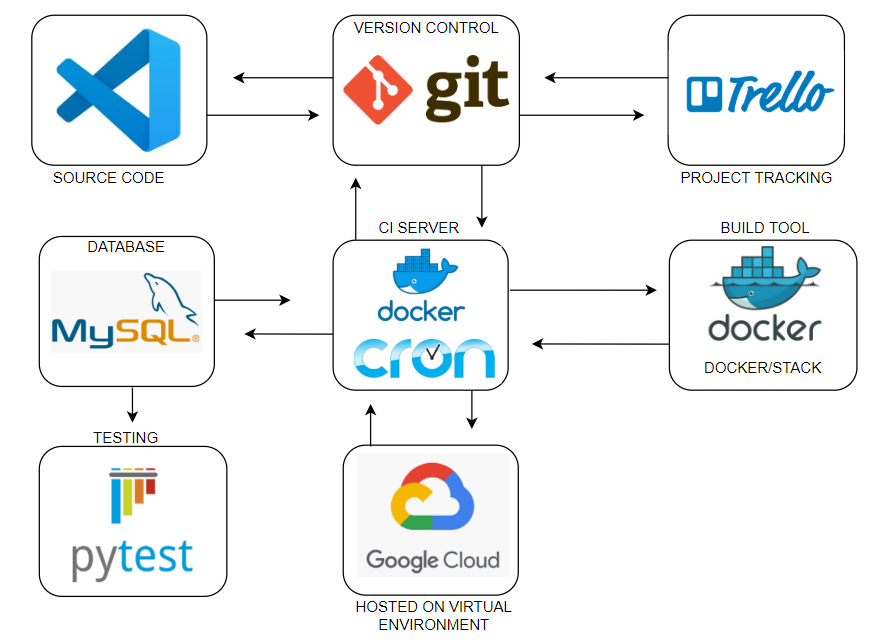 VERSION CONTROL
git
Trello
SOURCE CODE
PROJECT TRACKING
CI SERVER
BUILD TOOL
DATABASE
MySQL®
docker
cron
docker
DOCKER/STACK
TESTING
pytest
Google Cloud
HOSTED ON VIRTUAL
ENVIRONMENT